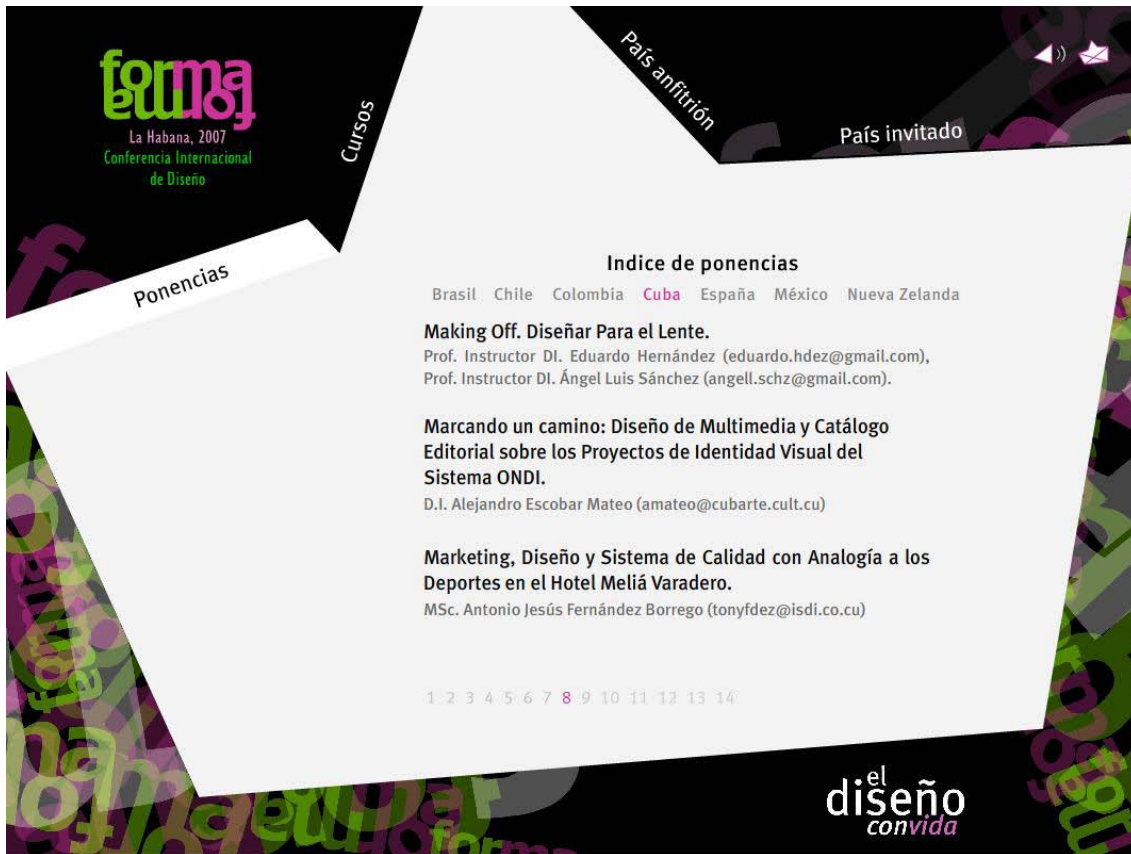 forma
forma
La Habana, 2007
Conferencia Internacional
de Diseño
Cursos
País anfitrión
País invitado
Ponencias
Indice de ponencias
Brasil Chile Colombia Cuba España México Nueva Zelanda
Making Off. Diseñar Para el Lente.
Prof. Instructor DI. Eduardo Hernández (eduardo.hdez@gmail.com),
Prof. Instructor DI. Ángel Luis Sánchez (angell.schz@gmail.com).
Marcando un camino: Diseño de Multimedia y Catálogo
Editorial sobre los Proyectos de Identidad Visual del
Sistema ONDI.
D.I. Alejandro Escobar Mateo (amateo@cubarte.cult.cu)
Marketing, Diseño y Sistema de Calidad con Analogía a los
Deportes en el Hotel Meliá Varadero.
MSc. Antonio Jesús Fernández Borrego (tonyfdez@isdi.co.cu)
1 2 3 4 5 6 7 8 9 10 11 12 13 14
el
diseño
convida